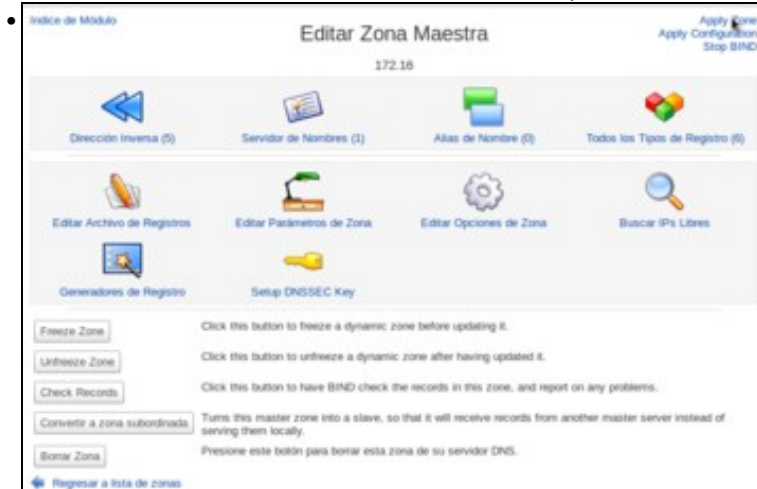 Indice de Módulo
Editar Zona Maestra
172.16
Apply Zone
Apply Configuration
Stop BIND
Dirección Inversa (5)
Servidor de Nombres (1)
Alias de Nombre (0)
Todos los Tipos de Registro (6)
Editar Archivo de Registros
Editar Parámetros de Zona
Editar Opciones de Zona
Buscar IPs Libres
Generadores de Registro
Setup DNSSEC Key
Freeze Zone
Click this button to freeze a dynamic zone before updating it.
Unfreeze Zone
Click this button to unfreeze a dynamic zone after having updated it.
Check Records
Click this button to have BIND check the records in this zone, and report on any problems.
Convertir a zona subordinada
Turns this master zone into a slave, so that it will receive records from another master server instead of
serving them locally.
Borrar Zona
Presione este botón para borrar esta zona de su servidor DNS.
Regresar a lista de zonas